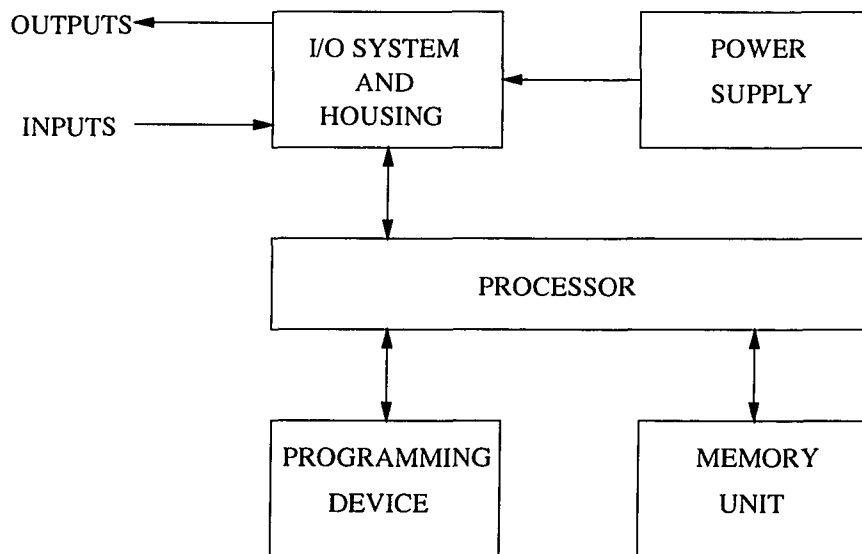 OUTPUTS
I/O SYSTEM
AND
HOUSING
POWER
SUPPLY
INPUTS
PROCESSOR
PROGRAMMING
DEVICE
MEMORY
UNIT